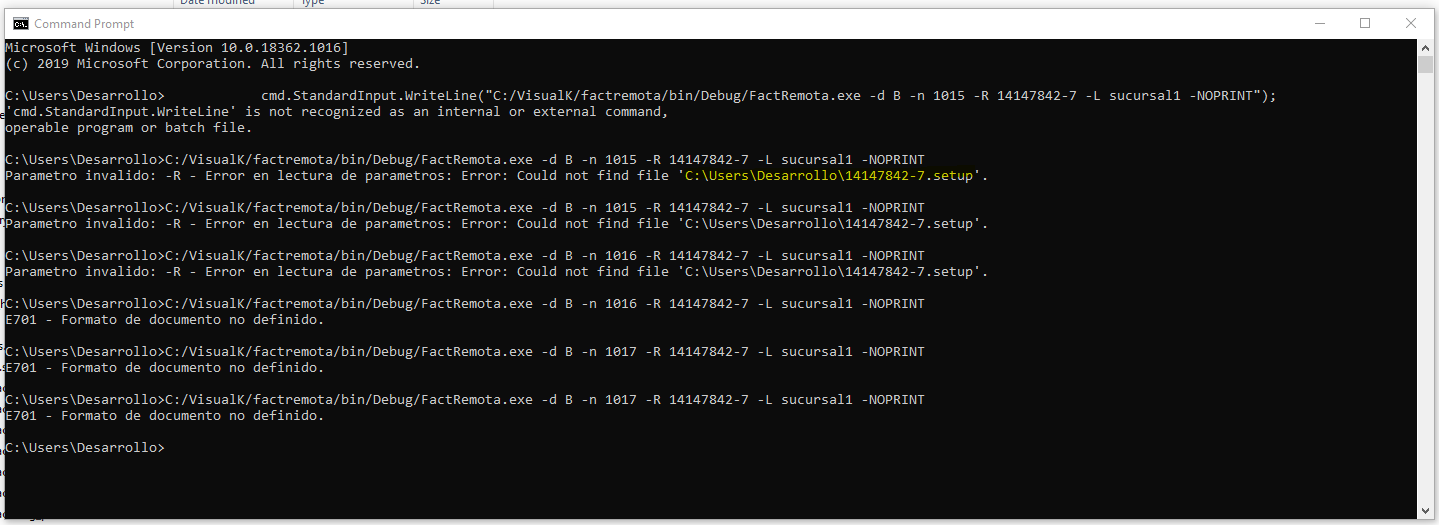 Date modified Type Size
Command Prompt
Microsoft Windows [Version 10.0.18362.1016]
(c) 2019 Microsoft Corporation. All rights reserved.
C:\Users\Desarrollo>            cmd.StandardInput.WriteLine("C:/VisualK/factremota/bin/Debug/FactRemota.exe -d B -n 1015 -R 14147842-7 -L sucursal1 -NOPRINT");
'cmd.StandardInput.WriteLine' is not recognized as an internal or external command,
operable program or batch file.
C:\Users\Desarrollo>C:/VisualK/factremota/bin/Debug/FactRemota.exe -d B -n 1015 -R 14147842-7 -L sucursal1 -NOPRINT
Parametro invalido: -R - Error en lectura de parametros: Error: Could not find file 'C:\Users\Desarrollo\14147842-7.setup'.
C:\Users\Desarrollo>C:/VisualK/factremota/bin/Debug/FactRemota.exe -d B -n 1015 -R 14147842-7 -L sucursal1 -NOPRINT
Parametro invalido: -R - Error en lectura de parametros: Error: Could not find file 'C:\Users\Desarrollo\14147842-7.setup'.
C:\Users\Desarrollo>C:/VisualK/factremota/bin/Debug/FactRemota.exe -d B -n 1016 -R 14147842-7 -L sucursal1 -NOPRINT
Parametro invalido: -R - Error en lectura de parametros: Error: Could not find file 'C:\Users\Desarrollo\14147842-7.setup'.
C:\Users\Desarrollo>C:/VisualK/factremota/bin/Debug/FactRemota.exe -d B -n 1016 -R 14147842-7 -L sucursal1 -NOPRINT
E701 - Formato de documento no definido.
C:\Users\Desarrollo>C:/VisualK/factremota/bin/Debug/FactRemota.exe -d B -n 1017 -R 14147842-7 -L sucursal1 -NOPRINT
E701 - Formato de documento no definido.
C:\Users\Desarrollo>C:/VisualK/factremota/bin/Debug/FactRemota.exe -d B -n 1017 -R 14147842-7 -L sucursal1 -NOPRINT
E701 - Formato de documento no definido.
C:\Users\Desarrollo>